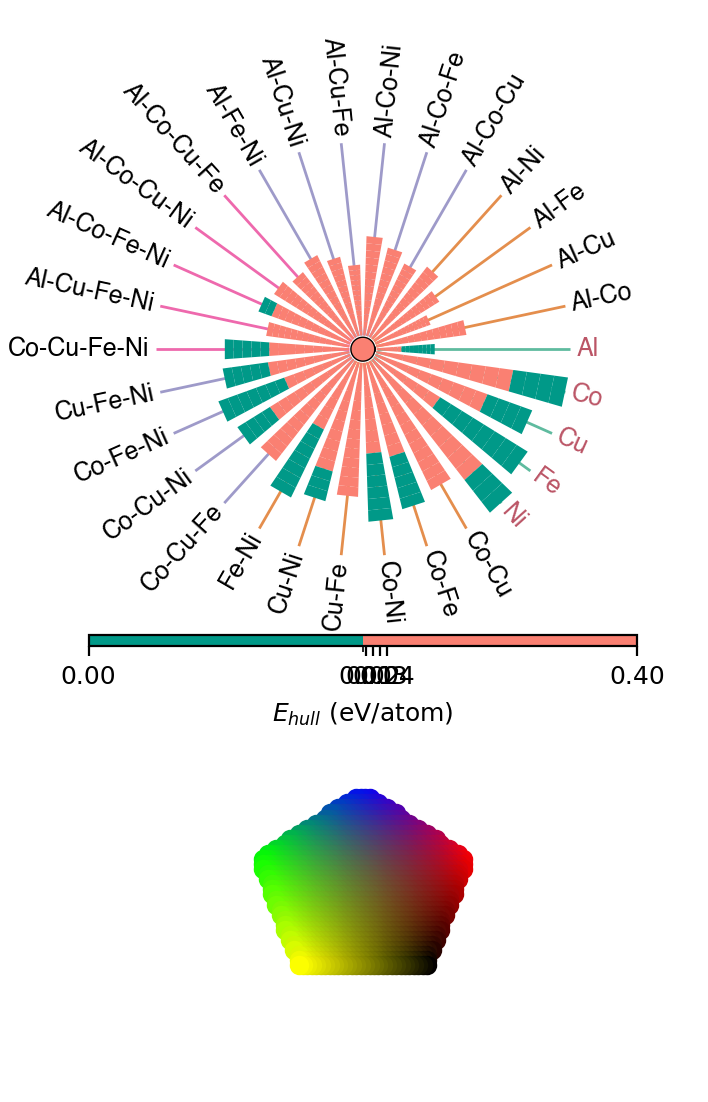 Al-Cu-Fe
Al-Co-Ni
Al-Cu-Ni
Al-Co-Fe
Al-Fe-Ni
Al-Co-Cu
Al-Co-Cu-Fe
Al-Ni
Al-Co-Cu-Ni
Al-Fe
Al-Co-Fe-Ni
Al-Cu
Al-Cu-Fe-Ni
Al-Co
Co-Cu-Fe-Ni
Al
Cu-Fe-Ni
Co
Co-Fe-Ni
Cu
Co-Cu-Ni
Fe
Co-Cu-Fe
Ni
Fe-Ni
Co-Cu
Cu-Ni
Co-Fe
Cu-Fe
Co-Ni
0.00 0.40
E_hull (eV/atom)